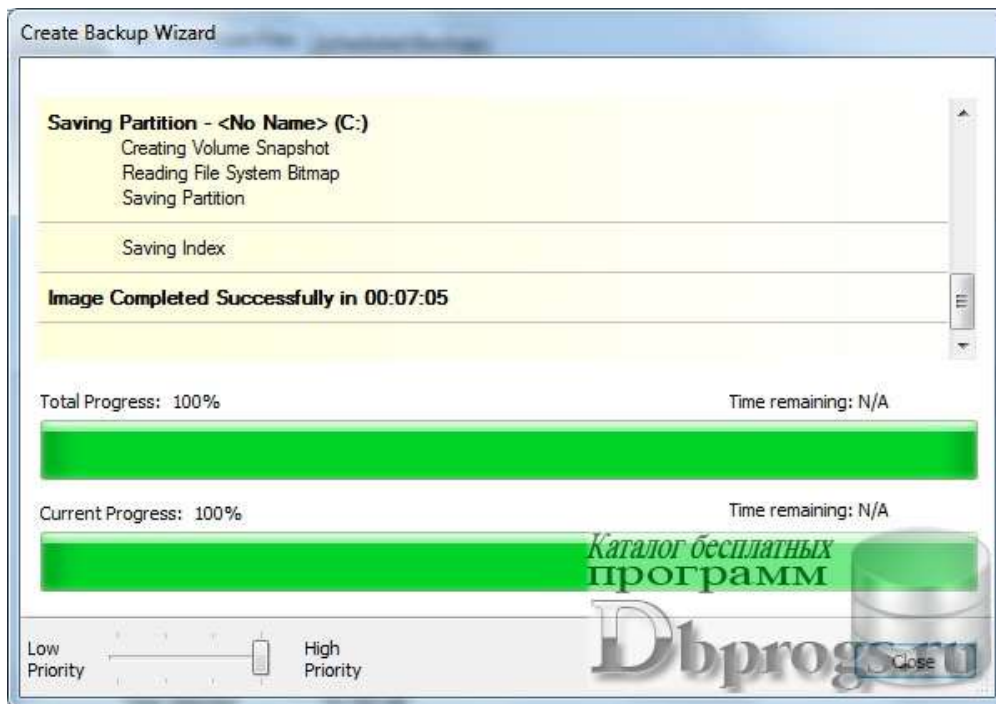 Create Backup Wizard
Saving Partition - <No Name> (C:)
Creating Volume Snapshot
Reading File System Bitmap
Saving Partition
Saving Index
Image Completed Successfully in 00:07:05
Total Progress: 100%
Time remaining: N/A
Current Progress: 100%
Time remaining: N/A
Каталог бесплатных
программ
Dbprogs.ru
Low
Priority
High
Priority
Close